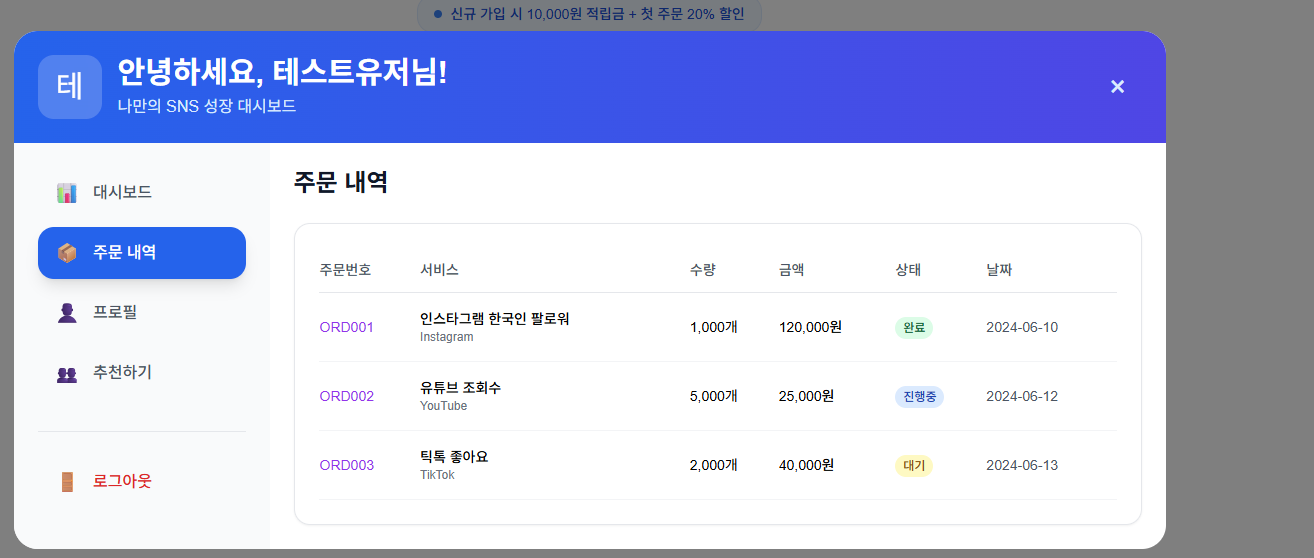 신규 가입 시 10,000원 적립금 + 첫 주문 20% 할인
테
안녕하세요, 테스트유저님!
나만의 SNS 성장 대시보드
×
대시보드
주문 내역
프로필
추천하기
로그아웃
주문 내역
주문번호 서비스 수량 금액 상태 날짜
ORD001 인스타그램 한국인 팔로워 1,000개 120,000원 완료 2024-06-10
Instagram
ORD002 유튜브 조회수 5,000개 25,000원 진행중 2024-06-12
YouTube
ORD003 틱톡 좋아요 2,000개 40,000원 대기 2024-06-13
TikTok